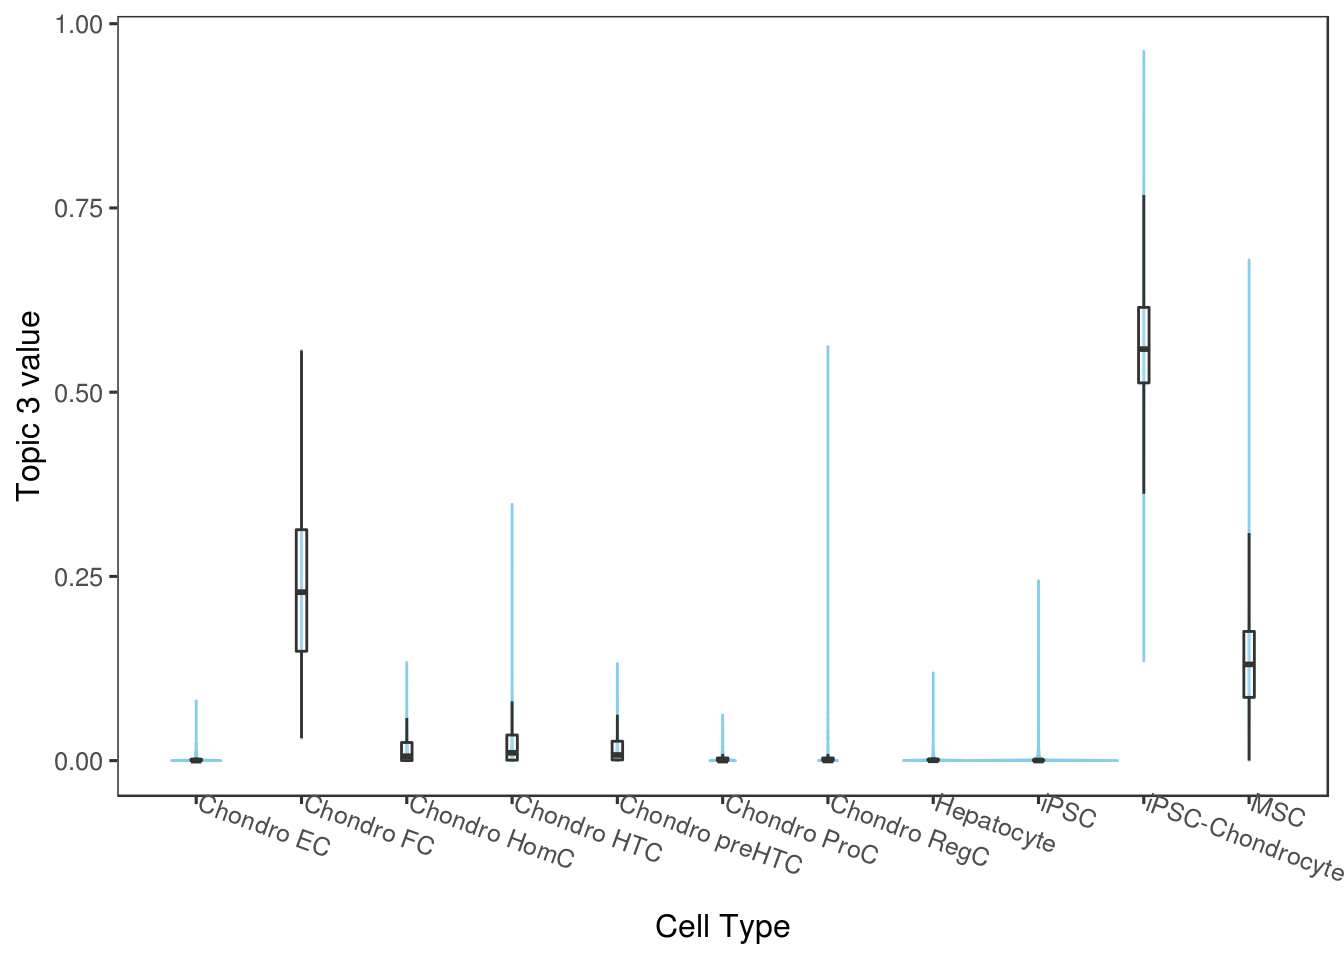 1.00
0.75
0.50
0.25
0.00
Topic 3 value
Chondro EC
Chondro FC
Chondro HomC
Chondro HTC
Chondro preHTC
Chondro ProC
Chondro RegC
Hepatocyte
iPSC
iPSC-Chondrocyte
MSC
Cell Type